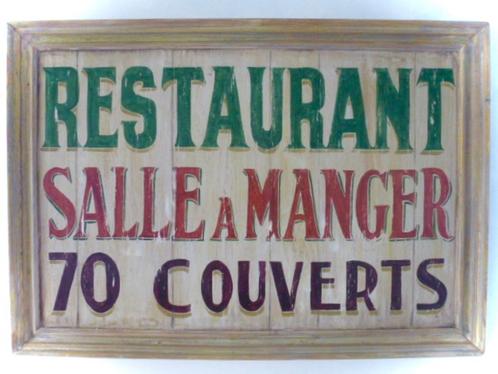 RESTAURANT
SALLE A MANGER
70 COUVERTS